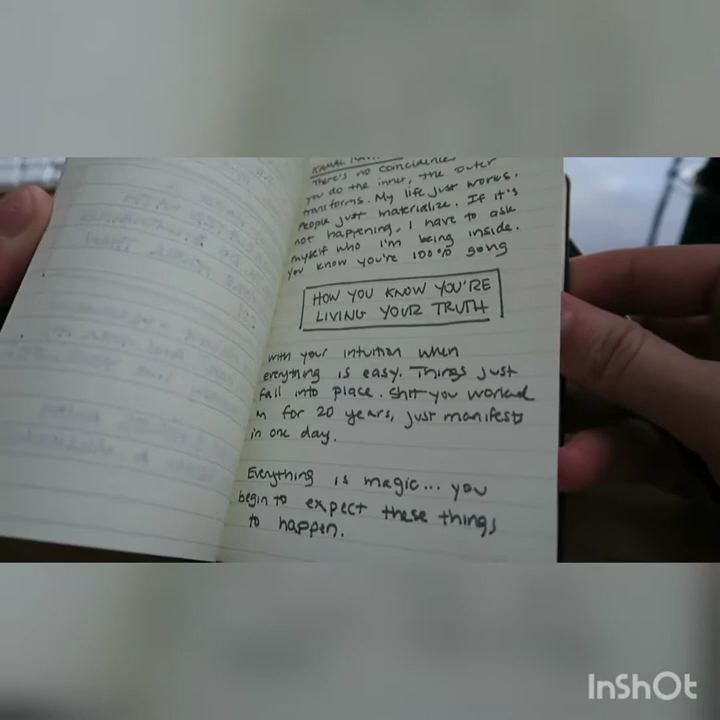 KAMAL
There's no coincidence
you do the inner, the outer
transforms. My life just works.
People just materialize. If it's
not happening, I have to ask
myself who I'm being inside.
You know you're 100% going
HOW YOU KNOW YOU'RE
LIVING YOUR TRUTH
with your intuition when
everything is easy. Things just
fall into place. Shit you worked
on for 20 years, just manifests
in one day.
Everything is magic... you
begin to expect these things
to happen.
InShOt